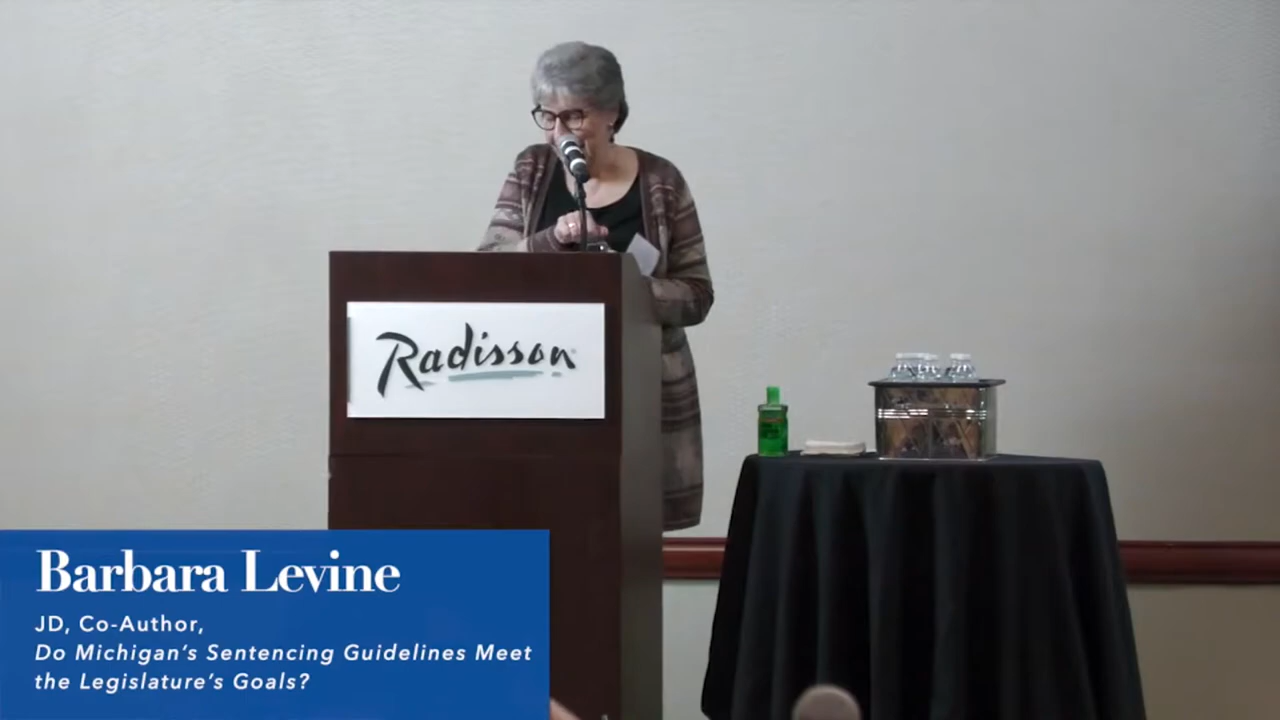 Radisson
Barbara Levine
JD, Co-Author,
Do Michigan's Sentencing Guidelines Meet
the Legislature's Goals?